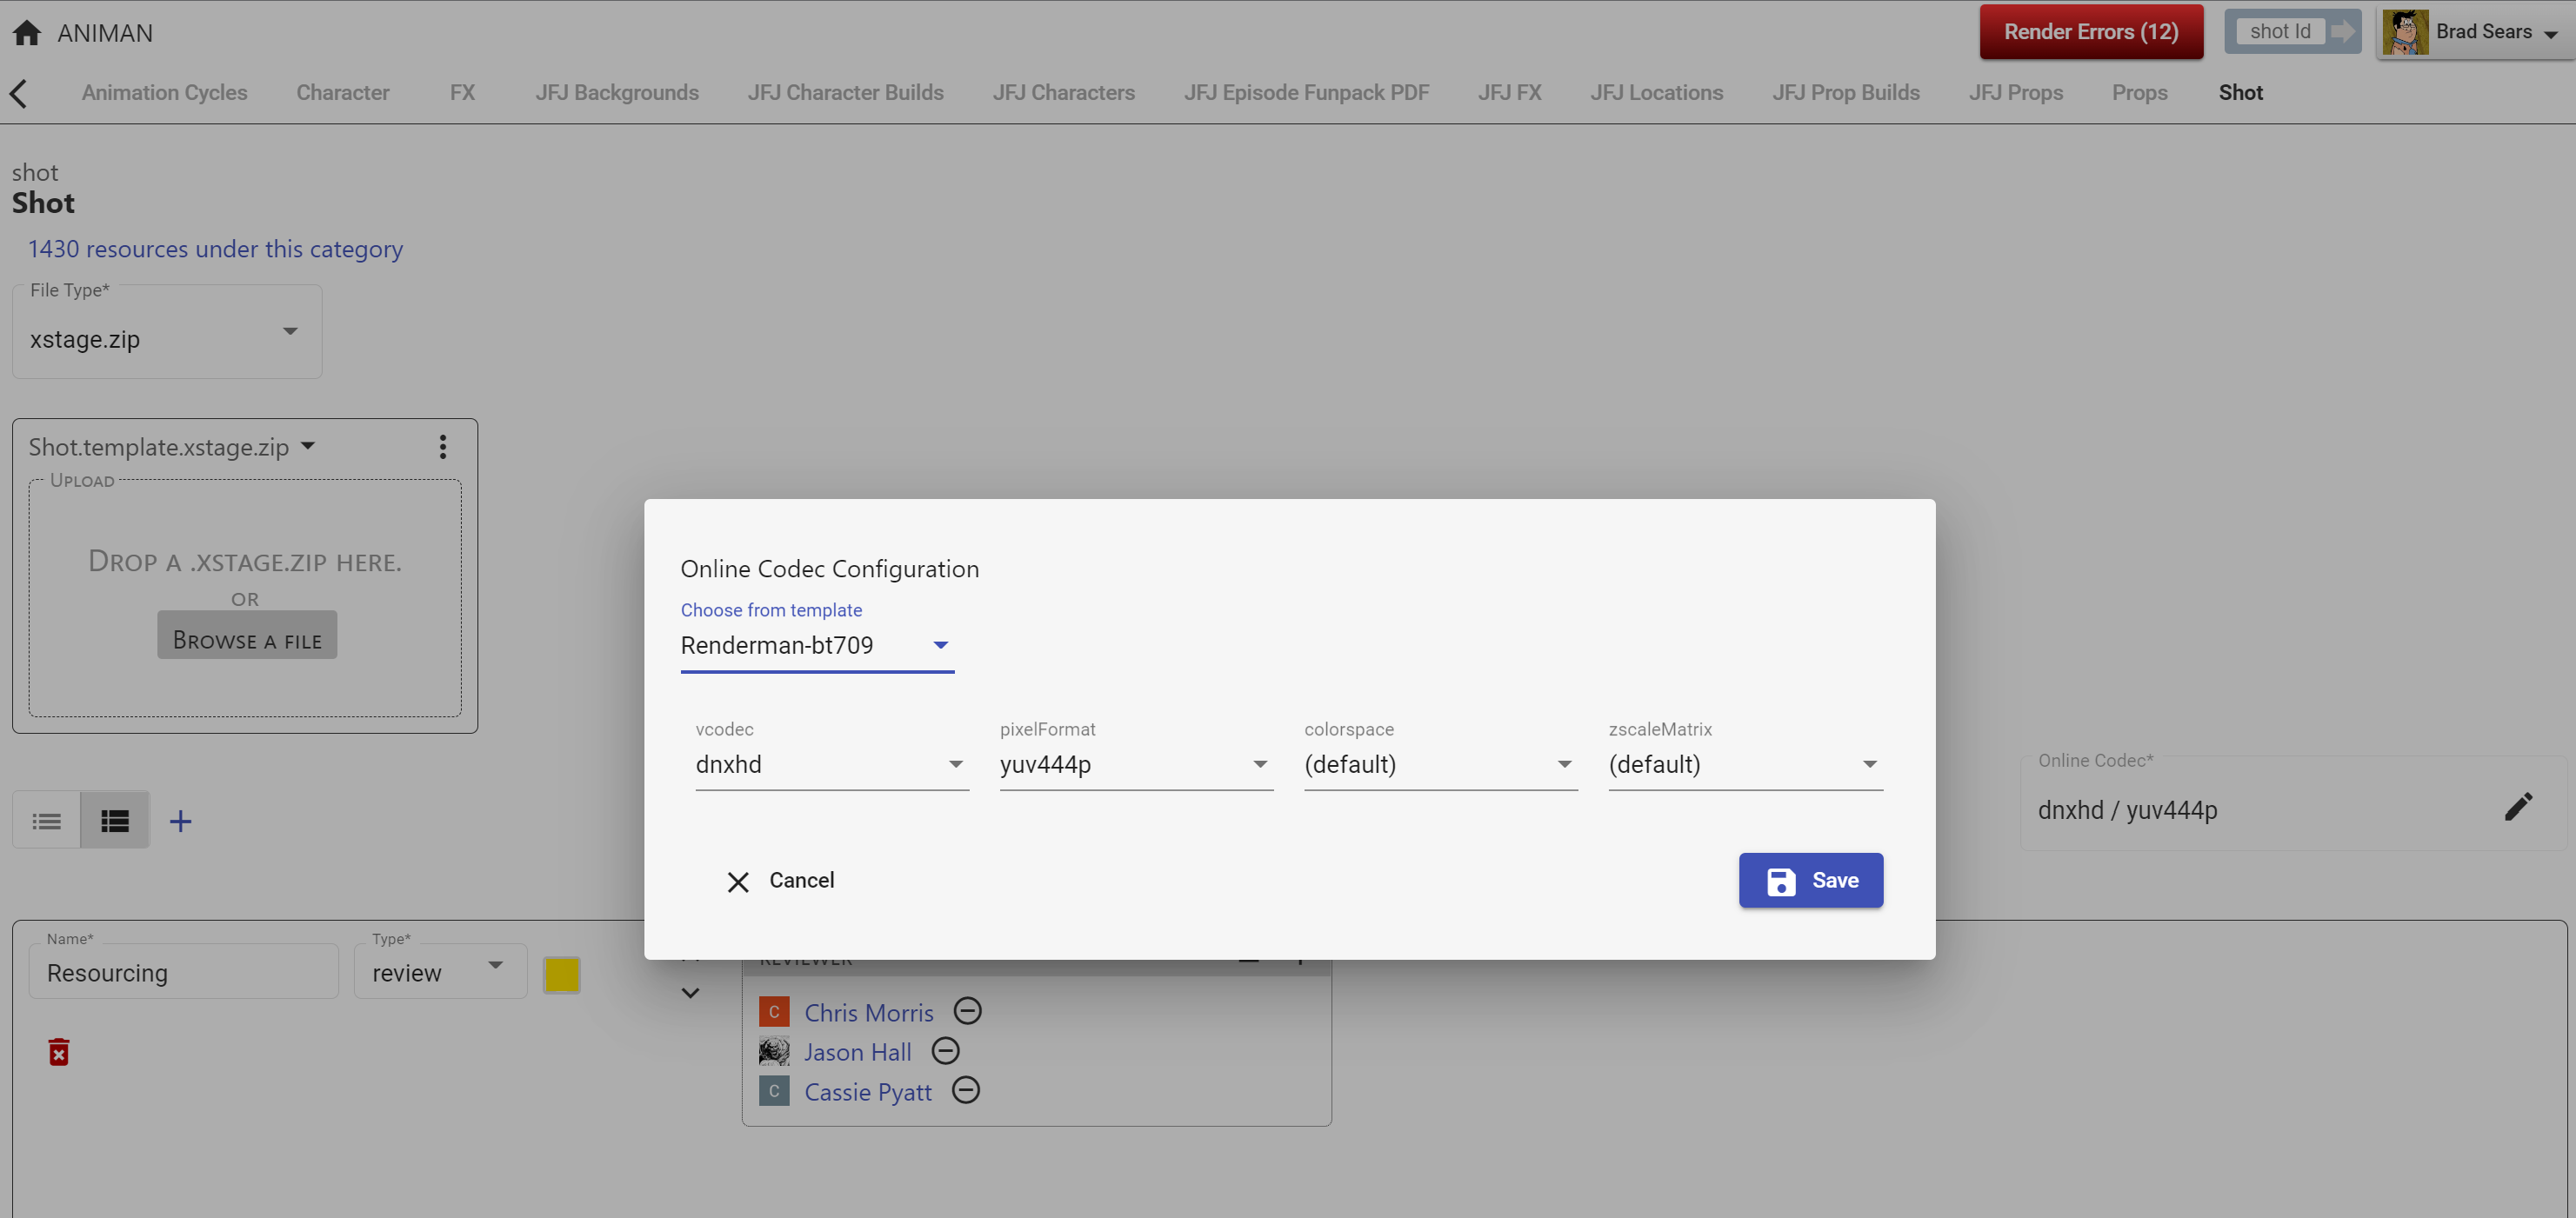 ANIMAN
Render Errors (12)
shot Id
Brad Sears
Animation Cycles
Character
FX
JFJ Backgrounds
JFJ Character Builds
JFJ Characters
JFJ Episode Funpack PDF
JFJ FX
JFJ Locations
JFJ Prop Builds
JFJ Props
Props
Shot
shot
Shot
1430 resources under this category
File Type*
xstage.zip
Shot.template.xstage.zip
UPLOAD
DROP A .XSTAGE.ZIP HERE.
OR
BROWSE A FILE
Online Codec Configuration
Choose from template
Renderman-bt709
vcodec
dnxhd
pixelFormat
yuv444p
colorspace
(default)
zscaleMatrix
(default)
Cancel
Save
Online Codec*
dnxhd / yuv444p
Name*
Resourcing
Type*
review
REVIEWER
C Chris Morris
Jason Hall
C Cassie Pyatt